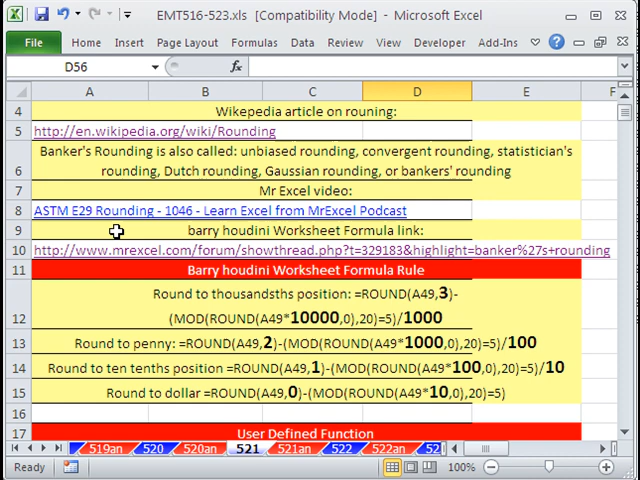 EMT516-523.xls [Compatibility Mode] - Microsoft Excel
File Home Insert Page Layout Formulas Data View Developer Add-Ins
D56 fx
A B C D E F
4 Wikepedia article on rouning:
5 http://en.wikipedia.org/wiki/Rounding
Banker's Rounding is also called: unbiased rounding, convergent rounding, statistician's
6 rounding, Dutch rounding, Gaussian rounding, or bankers' rounding
7 Mr Excel video:
8 ASTM E29 Rounding - 1046 - Learn Excel from MrExcel Podcast
9 barry houdini Worksheet Formula link:
10 http://www.mrexcel.com/forum/showthread.php?t=329183&highlight=banker%27s+rounding
11 Barry houdini Worksheet Formula Rule
Round to thousandsths position: =ROUND(A49,3)-
12 (MOD(ROUND(A49*10000,0),20)=5)/1000
13 Round to penny: =ROUND(A49,2)-(MOD(ROUND(A49*1000,0),20)=5)/100
14 Round to ten tenths position =ROUND(A49,1)-(MOD(ROUND(A49*100,0),20)=5)/10
15 Round to dollar =ROUND(A49,0)-(MOD(ROUND(A49*10,0),20)=5)
16
17 User Defined Function
519an 520 520an 521 521an 522 522an 52
Ready 100%